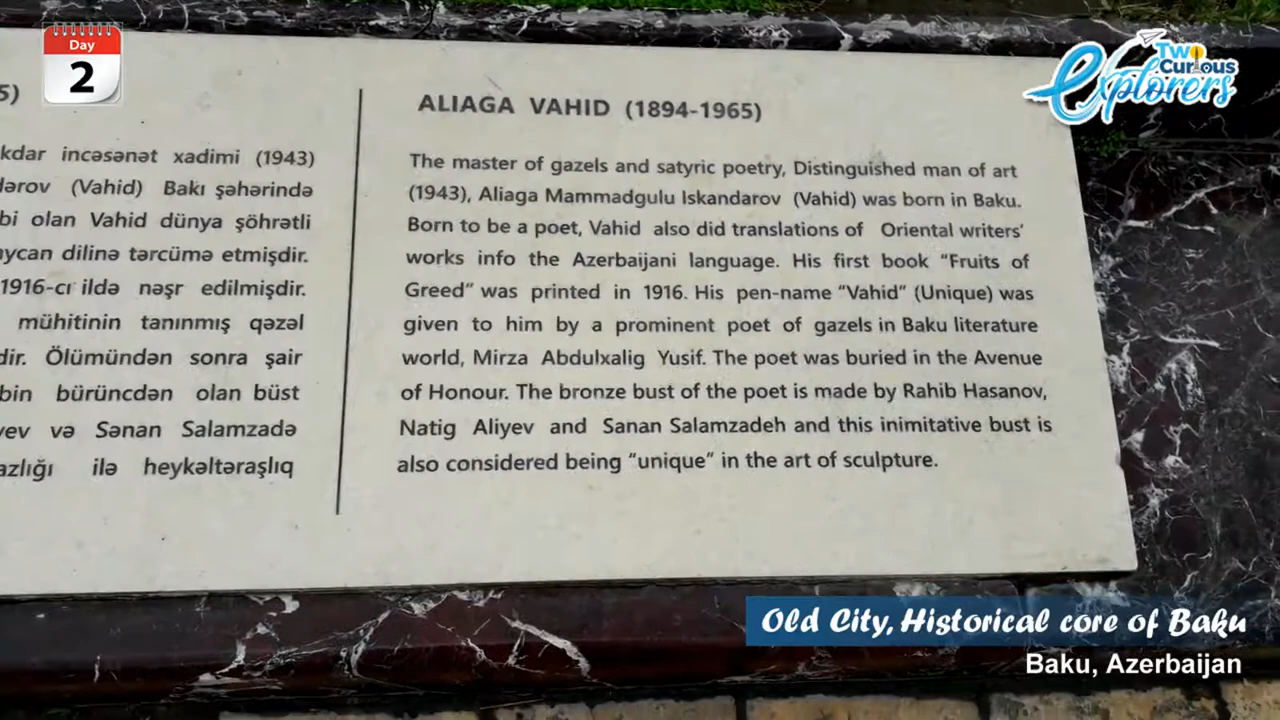 Day
2
Two
Curious
explorers
5)
kdar incəsənət xadimi (1943)
dərov (Vahid) Bakı şəhərində
bi olan Vahid dünya şöhrətli
aycan dilinə tərcümə etmişdir.
1916-cı ildə nəşr edilmişdir.
mühitinin tanınmış qəzəl
dir. Ölümündən sonra şair
bin bürüncdən olan büst
yev və Sənan Salamzadə
azlığı ilə heykəltəraşlıq
ALIAGA VAHID (1894-1965)
The master of gazels and satyric poetry, Distinguished man of art
(1943), Aliaga Mammadgulu Iskandarov (Vahid) was born in Baku.
Born to be a poet, Vahid also did translations of Oriental writers'
works info the Azerbaijani language. His first book “Fruits of
Greed” was printed in 1916. His pen-name “Vahid” (Unique) was
given to him by a prominent poet of gazels in Baku literature
world, Mirza Abdulxalig Yusif. The poet was buried in the Avenue
of Honour. The bronze bust of the poet is made by Rahib Hasanov,
Natig Aliyev and Sanan Salamzadeh and this inimitative bust is
also considered being “unique” in the art of sculpture.
Old City, Historical core of Baku
Baku, Azerbaijan